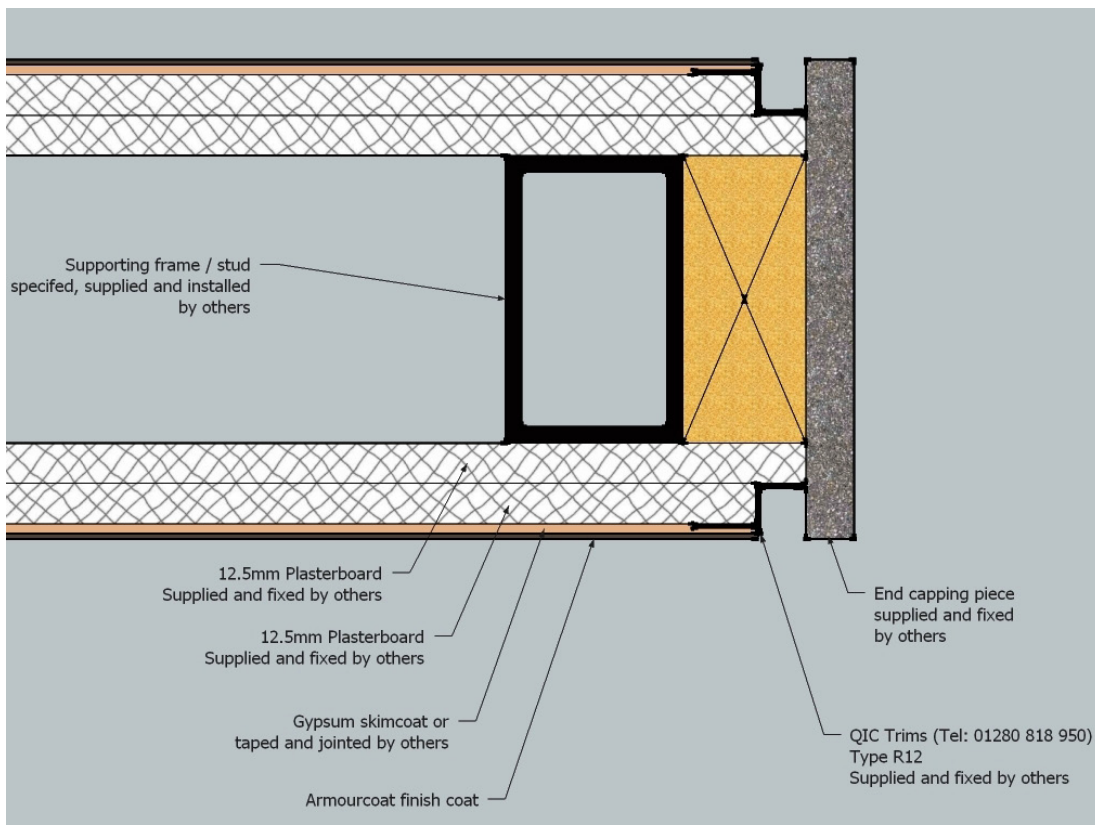 Supporting frame / stud
specifed, supplied and installed
by others
12.5mm Plasterboard
Supplied and fixed by others
12.5mm Plasterboard
Supplied and fixed by others
Gypsum skimcoat or
taped and jointed by others
Armourcoat finish coat
End capping piece
supplied and fixed
by others
QIC Trims (Tel: 01280 818 950)
Type R12
Supplied and fixed by others